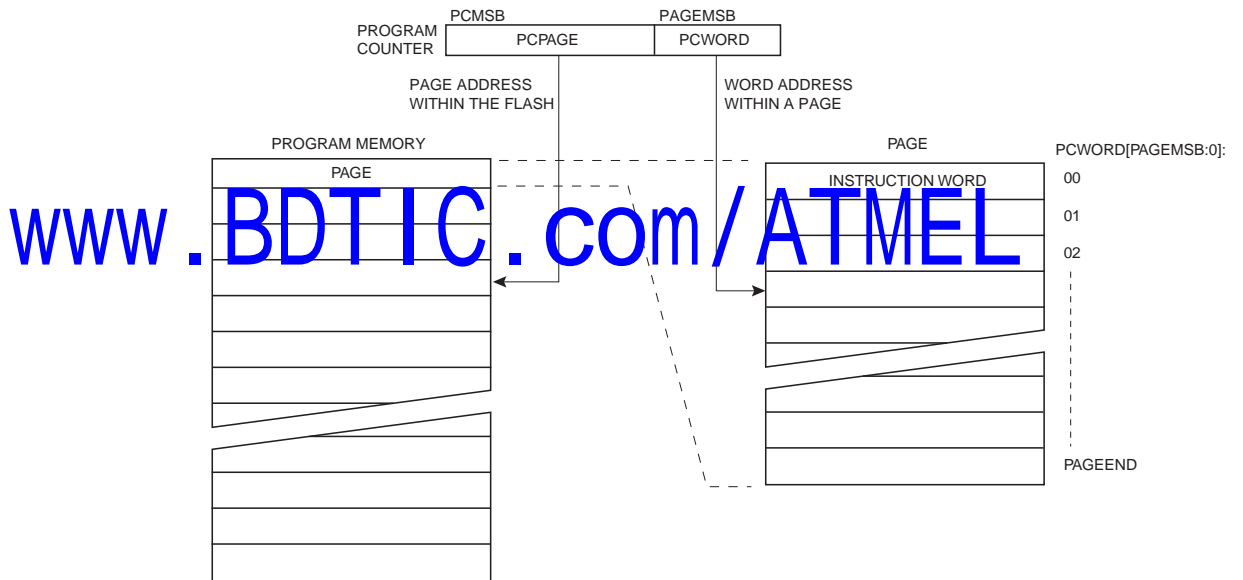 PCMSB PAGEMSB
PROGRAM
COUNTER
PCPAGE PCWORD
PAGE ADDRESS
WITHIN THE FLASH
WORD ADDRESS
WITHIN A PAGE
PROGRAM MEMORY
PAGE
PAGE
INSTRUCTION WORD
PCWORD[PAGEMSB:0]:
00
01
02
PAGEEND
www.BDTIC.com/ATMEL